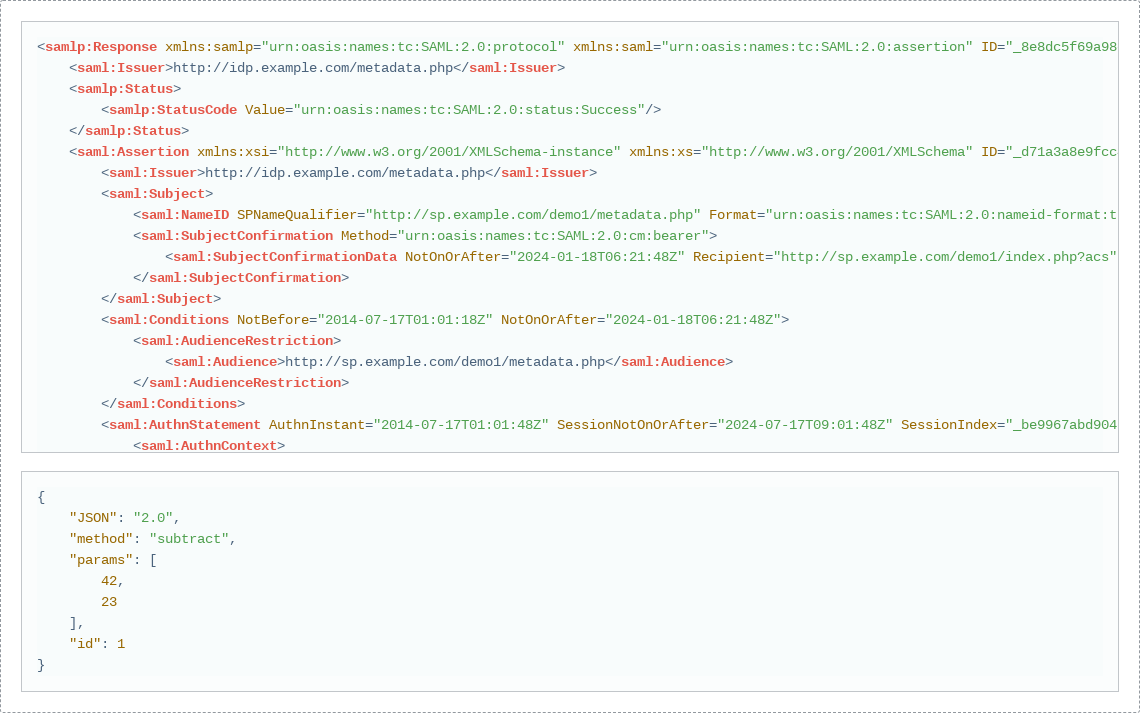 <samlp:Response xmlns:samlp="urn:oasis:names:tc:SAML:2.0:protocol" xmlns:saml="urn:oasis:names:tc:SAML:2.0:assertion" ID="_8e8dc5f69a98
    <saml:Issuer>http://idp.example.com/metadata.php</saml:Issuer>
    <samlp:Status>
        <samlp:StatusCode Value="urn:oasis:names:tc:SAML:2.0:status:Success"/>
    </samlp:Status>
    <saml:Assertion xmlns:xsi="http://www.w3.org/2001/XMLSchema-instance" xmlns:xs="http://www.w3.org/2001/XMLSchema" ID="_d71a3a8e9fcc
        <saml:Issuer>http://idp.example.com/metadata.php</saml:Issuer>
        <saml:Subject>
            <saml:NameID SPNameQualifier="http://sp.example.com/demo1/metadata.php" Format="urn:oasis:names:tc:SAML:2.0:nameid-format:t
            <saml:SubjectConfirmation Method="urn:oasis:names:tc:SAML:2.0:cm:bearer">
                <saml:SubjectConfirmationData NotOnOrAfter="2024-01-18T06:21:48Z" Recipient="http://sp.example.com/demo1/index.php?acs"
            </saml:SubjectConfirmation>
        </saml:Subject>
        <saml:Conditions NotBefore="2014-07-17T01:01:18Z" NotOnOrAfter="2024-01-18T06:21:48Z">
            <saml:AudienceRestriction>
                <saml:Audience>http://sp.example.com/demo1/metadata.php</saml:Audience>
            </saml:AudienceRestriction>
        </saml:Conditions>
        <saml:AuthnStatement AuthnInstant="2014-07-17T01:01:48Z" SessionNotOnOrAfter="2024-07-17T09:01:48Z" SessionIndex="_be9967abd904
            <saml:AuthnContext>
{
    "JSON": "2.0",
    "method": "subtract",
    "params": [
        42,
        23
    ],
    "id": 1
}